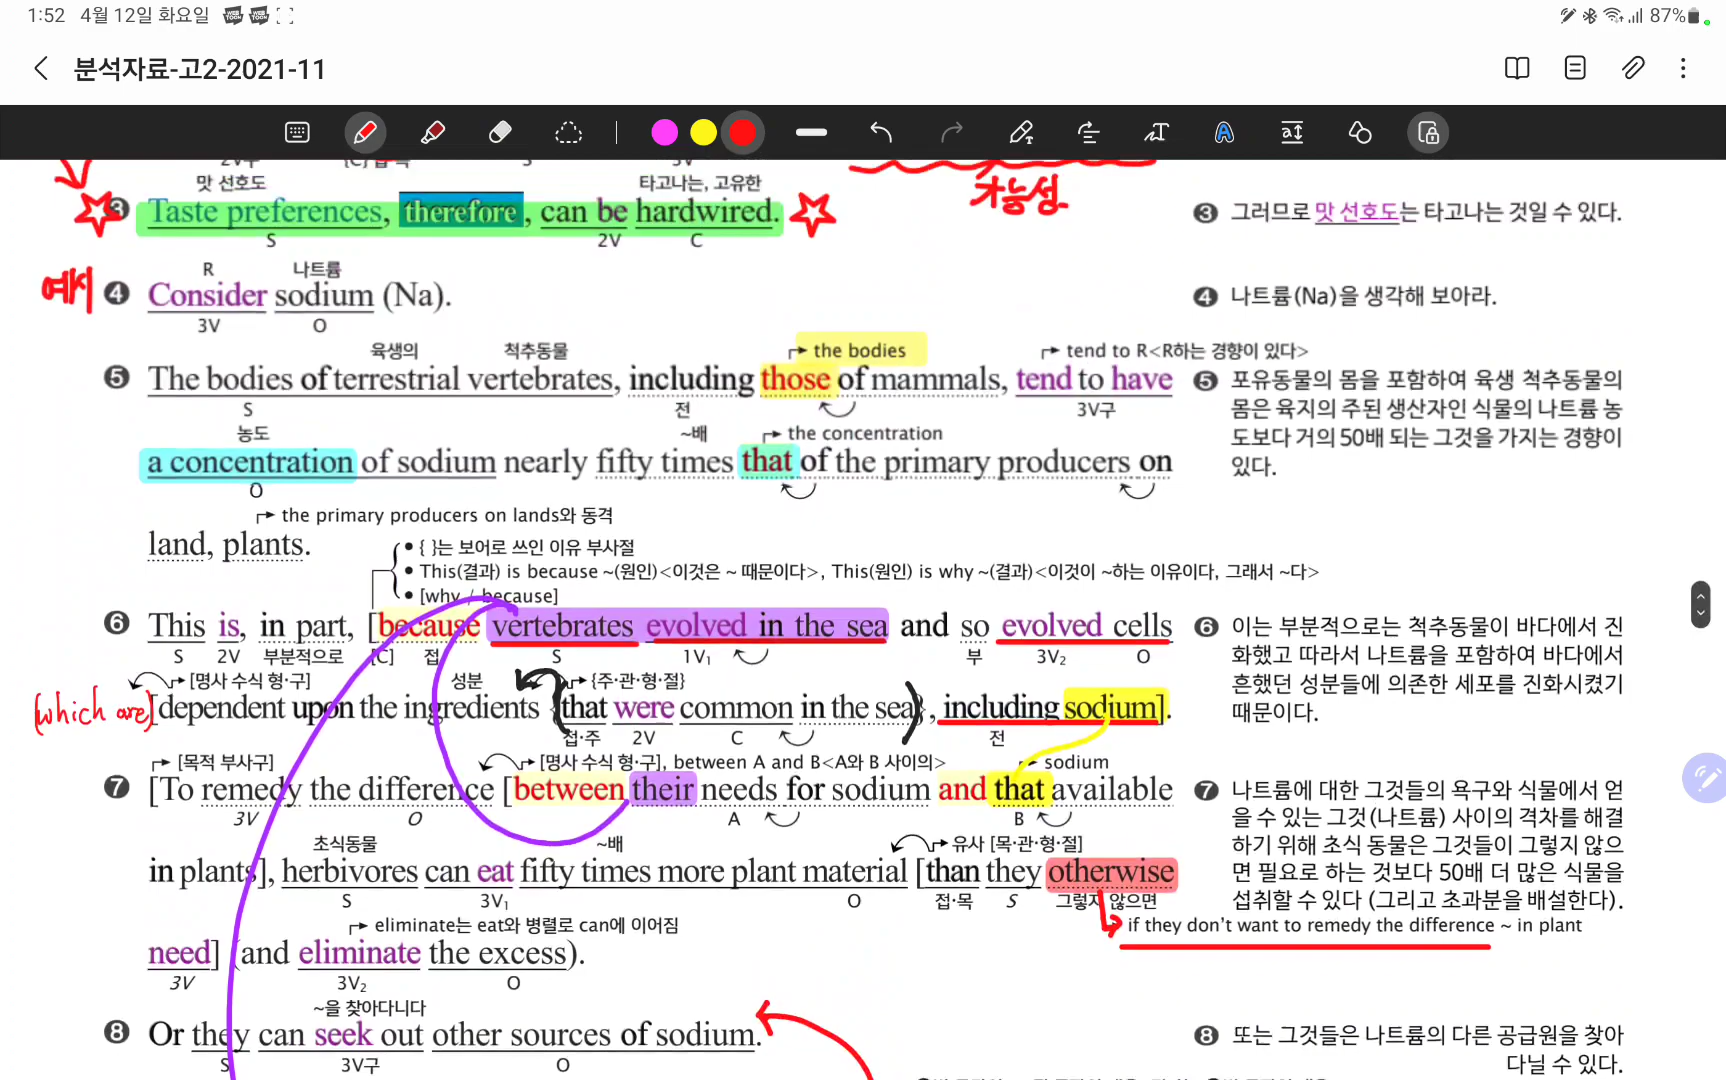 1:52 4월 12일 화요일 87%
분석자료-고2-2021-11
맛 선호도 타고나는, 고유한 가능성
❸ Taste preferences, therefore, can be hardwired. ❸ 그러므로 맛 선호도는 타고나는 것일 수 있다.
S 2V C
R 나트륨
예시 ❹ Consider sodium (Na). ❹ 나트륨(Na)을 생각해 보아라.
3V O
육생의 척추동물 the bodies tend to R<R하는 경향이 있다>
❺ The bodies of terrestrial vertebrates, including those of mammals, tend to have ❺ 포유동물의 몸을 포함하여 육생 척추동물의
S 전 3V구 몸은 육지의 주된 생산자인 식물의 나트륨 농
농도 ~배 the concentration 도보다 거의 50배 되는 그것을 가지는 경향이
a concentration of sodium nearly fifty times that of the primary producers on 있다.
O
the primary producers on lands와 동격
land, plants.
• { }는 보어로 쓰인 이유 부사절
• This(결과) is because ~(원인)<이것은 ~ 때문이다>, This(원인) is why ~(결과)<이것이 ~하는 이유이다, 그래서 ~다>
• [why / because]
❻ This is, in part, [because vertebrates evolved in the sea and so evolved cells ❻ 이는 부분적으로는 척추동물이 바다에서 진
S 2V 부분적으로 [C] 접 S 1V₁ 부 3V₂ O 화했고 따라서 나트륨을 포함하여 바다에서
[명사 수식 형·구] 성분 {주·관·형·절} 흔했던 성분들에 의존한 세포를 진화시켰기
(which are) [dependent upon the ingredients {that were common in the sea}, including sodium]. 때문이다.
접·주 2V C 전
[목적 부사구] [명사 수식 형·구], between A and B<A와 B 사이의> sodium
❼ [To remedy the difference [between their needs for sodium and that available ❼ 나트륨에 대한 그것들의 욕구와 식물에서 얻
3V O A B 을 수 있는 그것(나트륨) 사이의 격차를 해결
초식동물 ~배 유사 [목·관·형·절] 하기 위해 초식 동물은 그것들이 그렇지 않으
in plants], herbivores can eat fifty times more plant material [than they otherwise 면 필요로 하는 것보다 50배 더 많은 식물을
S 3V₁ O 접·목 S 그렇지 않으면 섭취할 수 있다 (그리고 초과분을 배설한다).
eliminate는 eat와 병렬로 can에 이어짐 if they don't want to remedy the difference ~ in plant
need] (and eliminate the excess).
3V 3V₂ O
~을 찾아다니다
❽ Or they can seek out other sources of sodium. ❽ 또는 그것들은 나트륨의 다른 공급원을 찾아
S 3V구 O 다닐 수 있다.